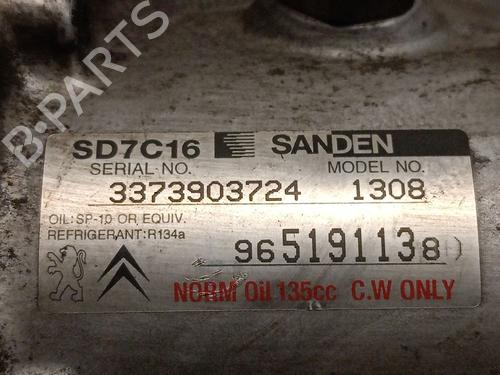 B-PARTS
SD7C16 SANDEN
SERIAL NO. MODEL NO.
3373903724 1308
OIL:SP-10 OR EQUIV.
REFRIGERANT:R134a
9651911380
NORM Oil 135cc C.W ONLY